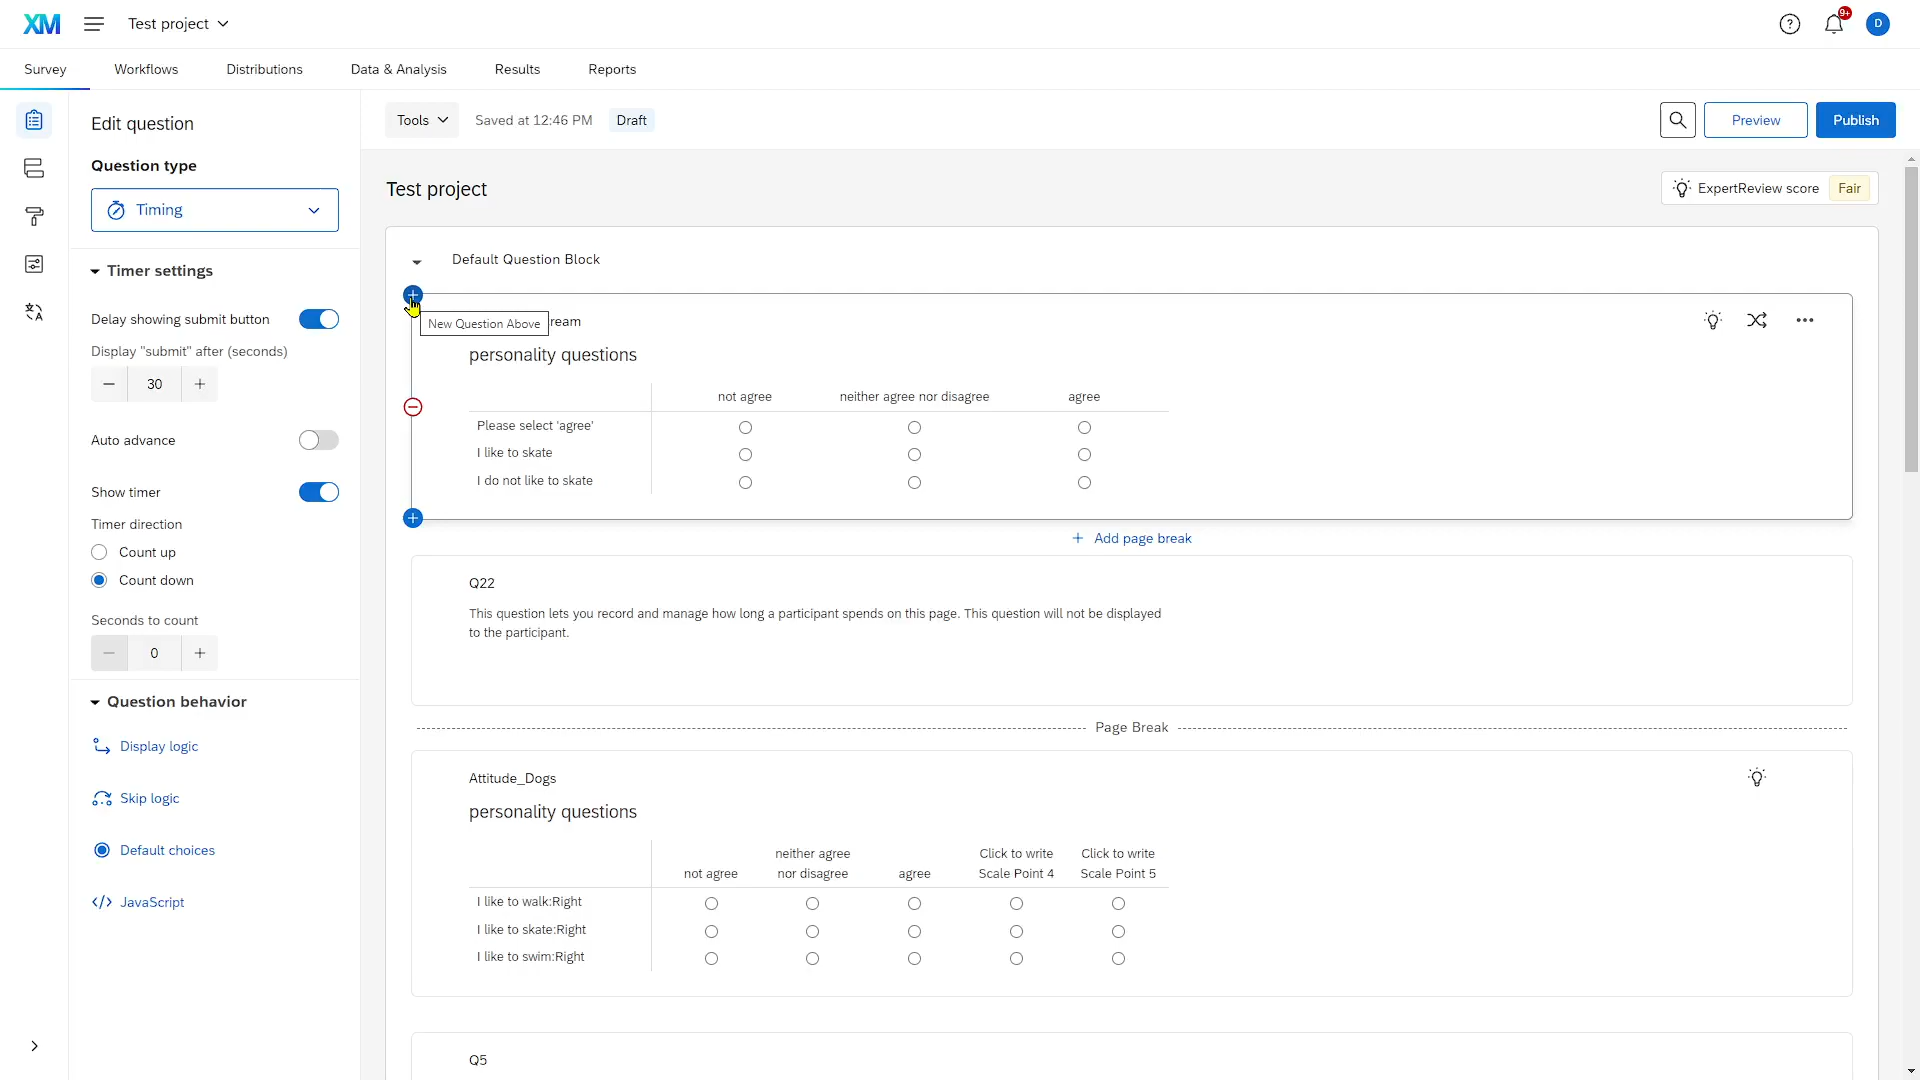 XM
Test project
?
9+
D
Survey
Workflows
Distributions
Data & Analysis
Results
Reports
Edit question
Question type
Timing
Timer settings
Delay showing submit button
Display "submit" after (seconds)
30
Auto advance
Show timer
Timer direction
Count up
Count down
Seconds to count
0
Question behavior
Display logic
Skip logic
Default choices
JavaScript
Tools
Saved at 12:46 PM
Draft
Preview
Publish
Test project
ExpertReview score
Fair
Default Question Block
New Question Above
ream
personality questions
not agree
neither agree nor disagree
agree
Please select 'agree'
I like to skate
I do not like to skate
Add page break
Q22
This question lets you record and manage how long a participant spends on this page. This question will not be displayed
to the participant.
Page Break
Attitude_Dogs
personality questions
not agree
neither agree
nor disagree
agree
Click to write
Scale Point 4
Click to write
Scale Point 5
I like to walk:Right
I like to skate:Right
I like to swim:Right
Q5